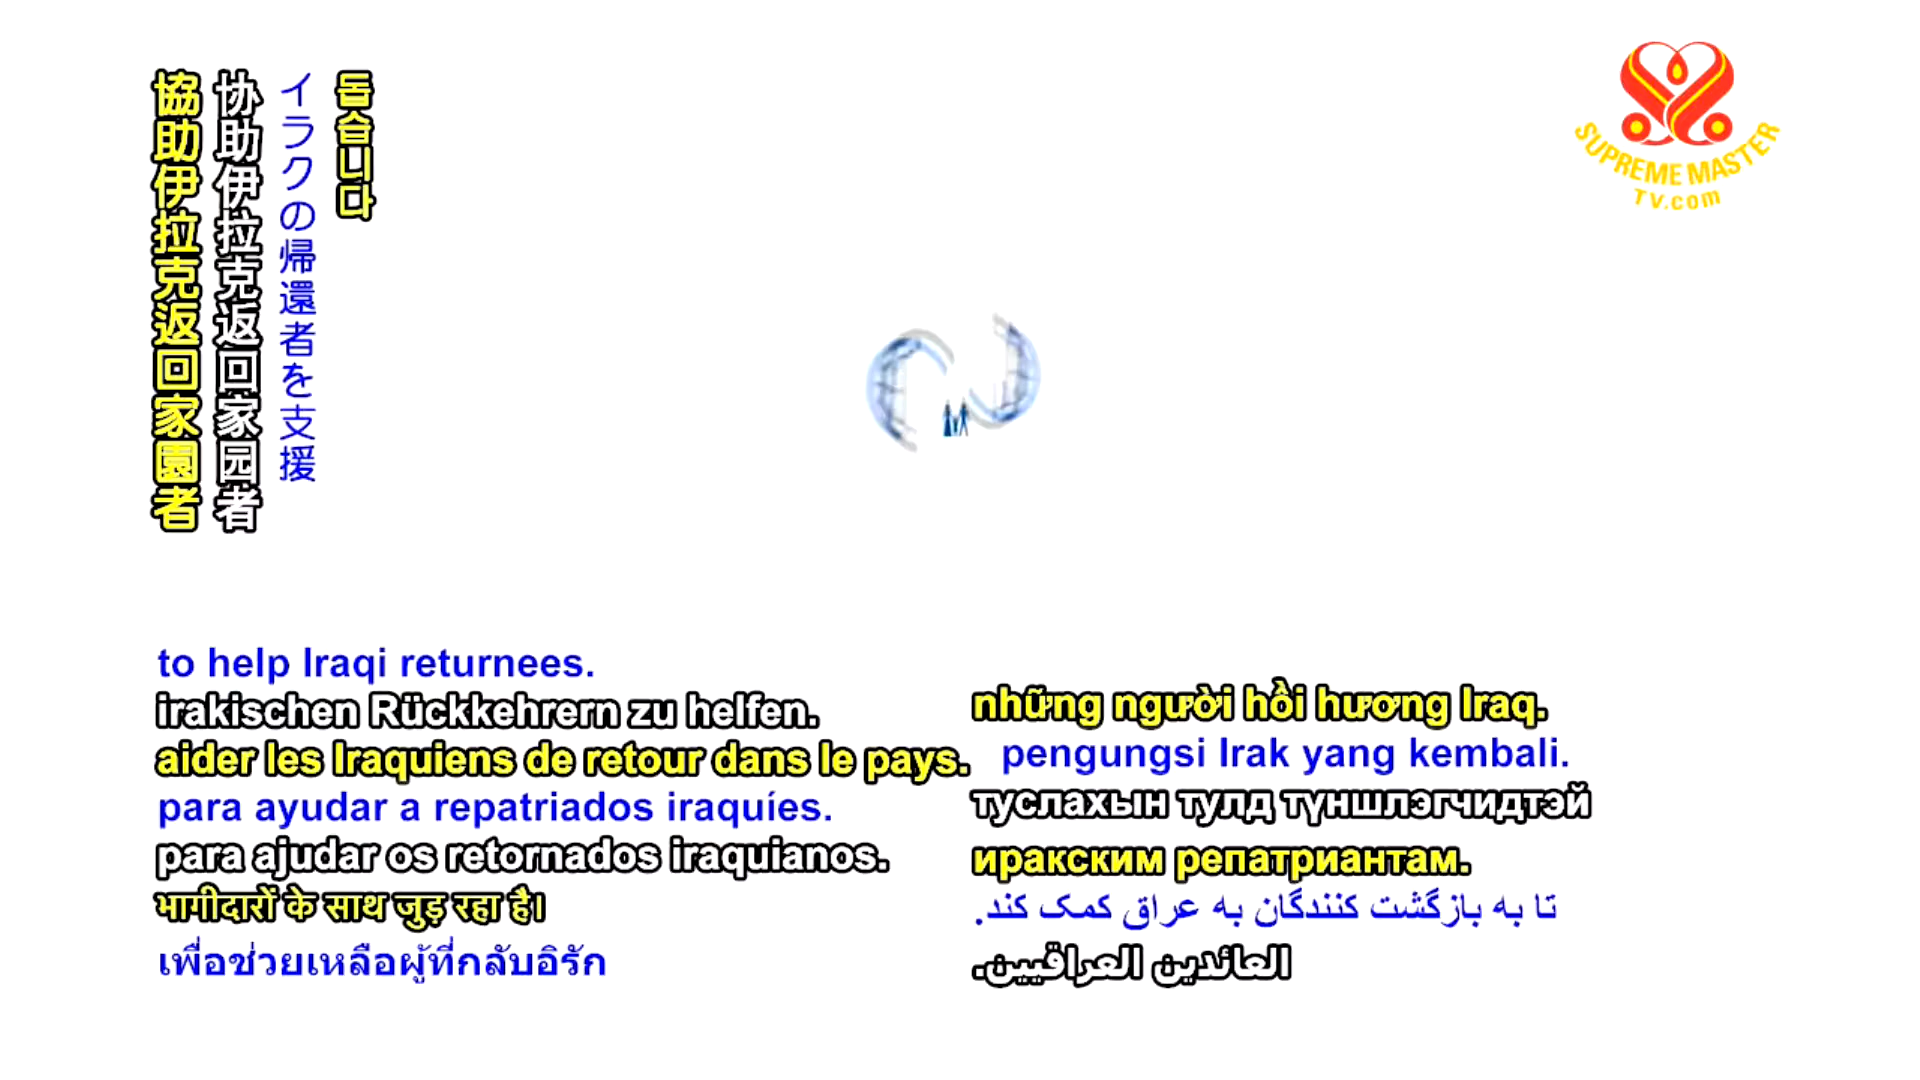 協助伊拉克返回家園者
协助伊拉克返回家园者
イラクの帰還者を支援
돕습니다
SUPREME MASTER
TV.com
to help Iraqi returnees.
irakischen Rückkehrern zu helfen.
aider les Iraquiens de retour dans le pays.
para ayudar a repatriados iraquíes.
para ajudar os retornados iraquianos.
भागीदारों के साथ जुड़ रहा है।
เพื่อช่วยเหลือผู้ที่กลับอิรัก
những người hồi hương Iraq.
pengungsi Irak yang kembali.
туслахын тулд түншлэгчидтэй
иракским репатриантам.
تا به بازگشت کنندگان به عراق کمک کند.
العائدين العراقيين.